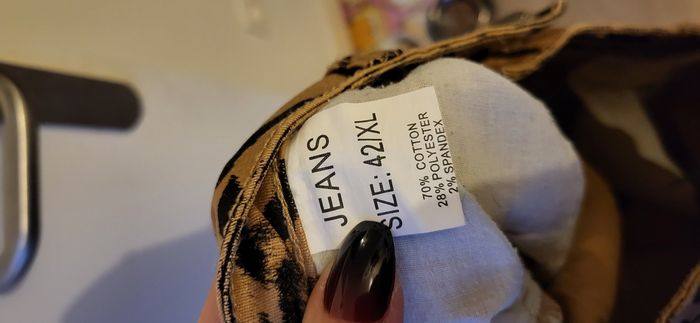 JEANS
SIZE: 42/XL
70% COTTON
28% POLYESTER
2% SPANDEX